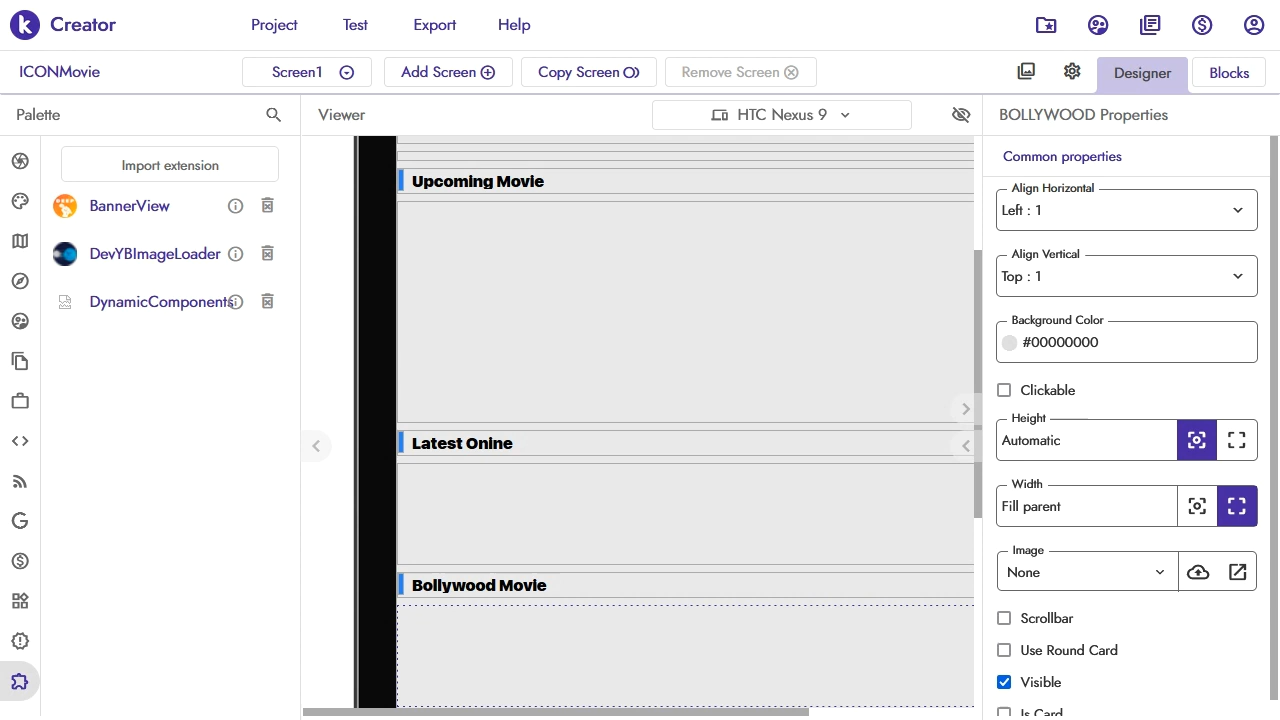 Creator
Project
Test
Export
Help
ICONMovie
Screen1
Add Screen
Copy Screen
Remove Screen
Designer
Blocks
Palette
Viewer
HTC Nexus 9
BOLLYWOOD Properties
Import extension
BannerView
DevYBImageLoader
DynamicComponents
Upcoming Movie
Latest Onine
Bollywood Movie
Common properties
Align Horizontal
Left : 1
Align Vertical
Top : 1
Background Color
#00000000
Clickable
Height
Automatic
Width
Fill parent
Image
None
Scrollbar
Use Round Card
Visible
Is Card